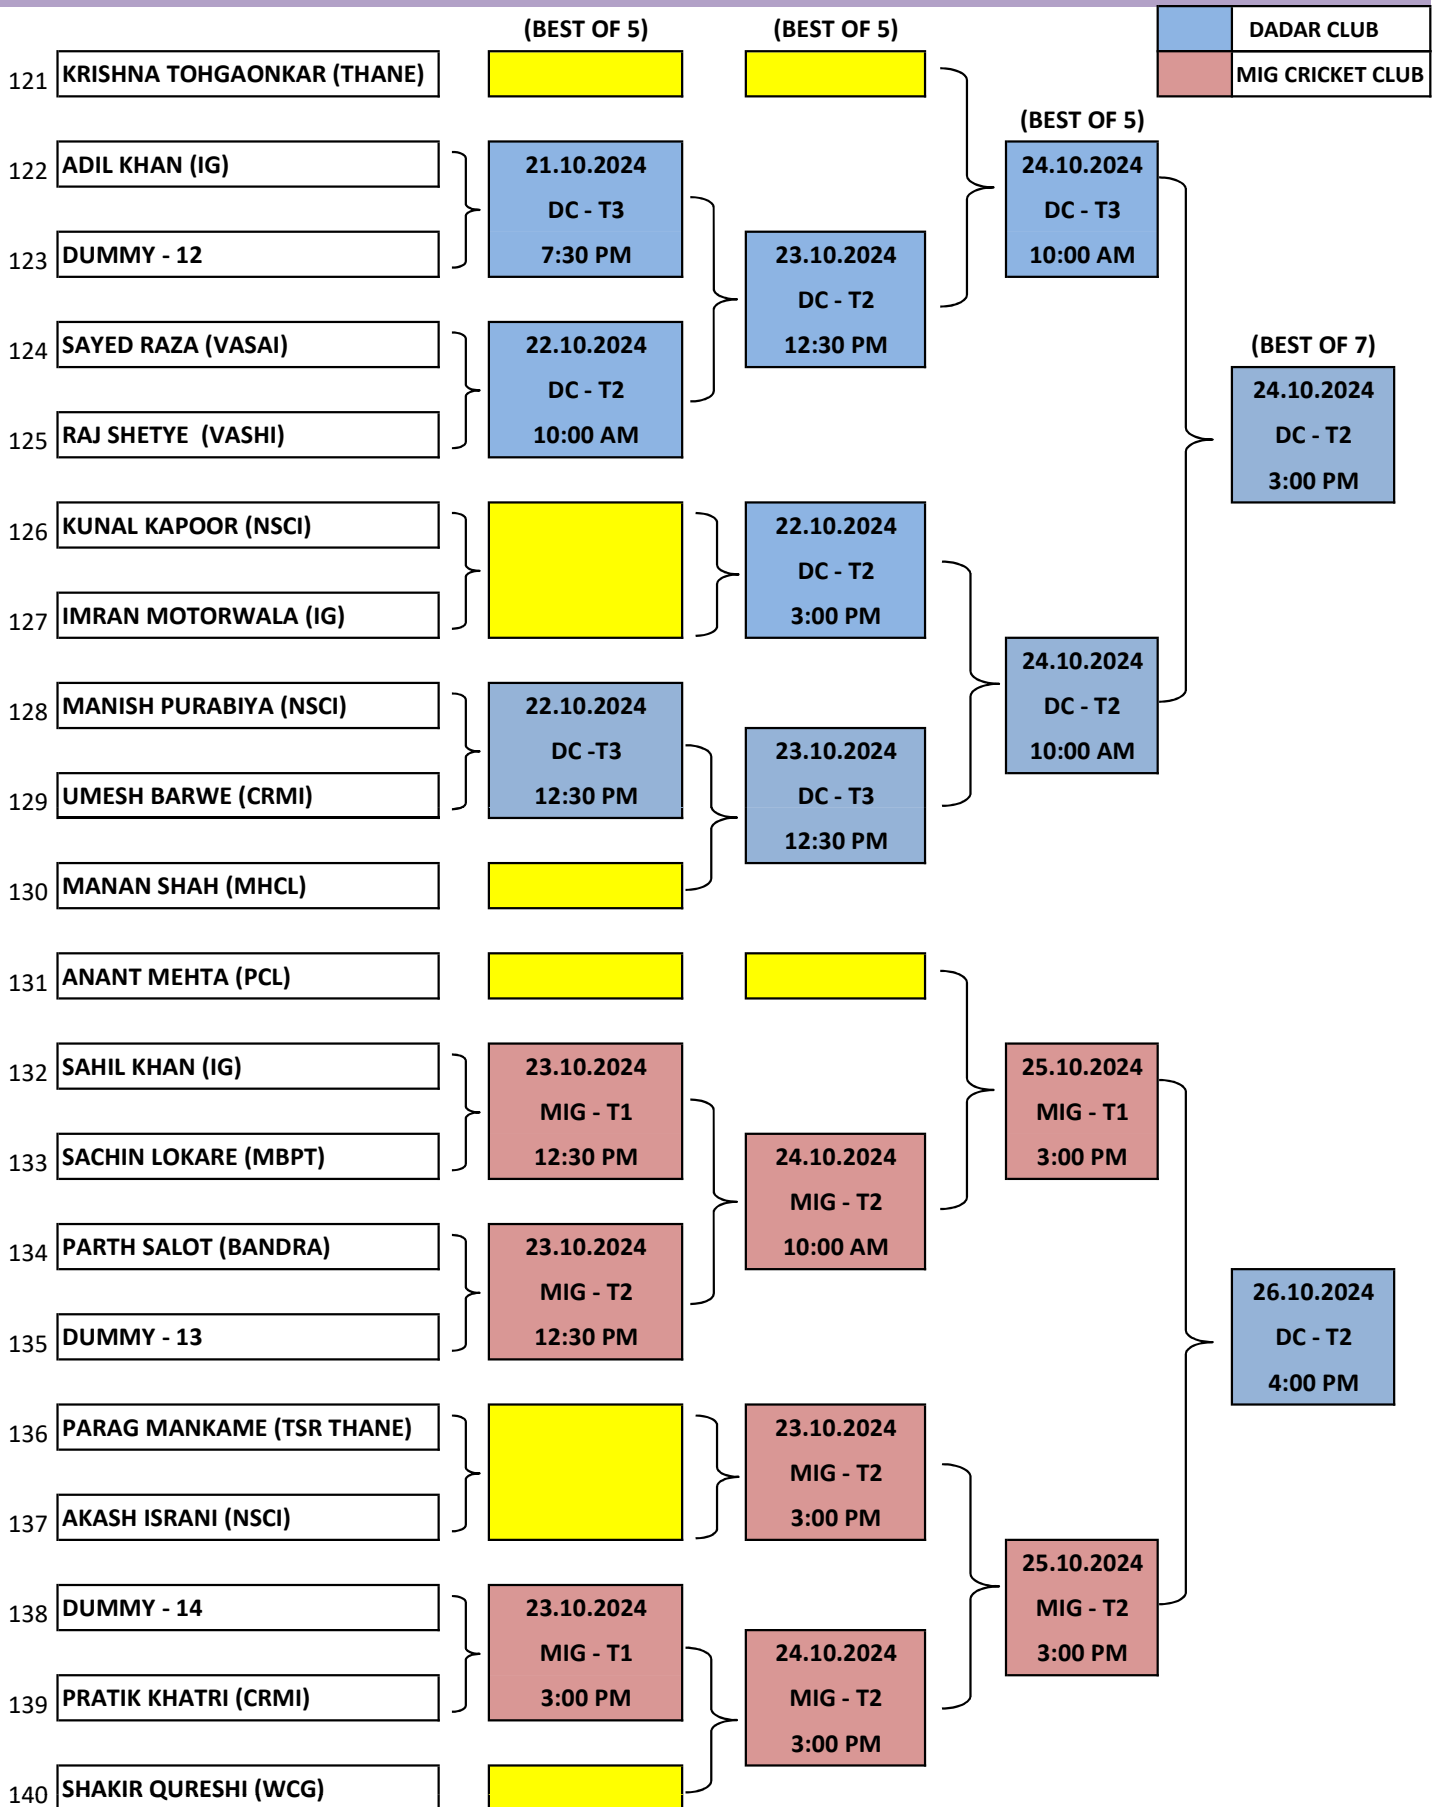 (BEST OF 5) (BEST OF 5) DADAR CLUB
121 KRISHNA TOHGAONKAR (THANE) MIG CRICKET CLUB
(BEST OF 5)
122 ADIL KHAN (IG) 21.10.2024 24.10.2024
DC - T3 DC - T3
123 DUMMY - 12 7:30 PM 23.10.2024 10:00 AM
DC - T2
124 SAYED RAZA (VASAI) 22.10.2024 12:30 PM (BEST OF 7)
DC - T2 24.10.2024
125 RAJ SHETYE  (VASHI) 10:00 AM DC - T2
3:00 PM
126 KUNAL KAPOOR (NSCI) 22.10.2024
DC - T2
127 IMRAN MOTORWALA (IG) 3:00 PM
24.10.2024
128 MANISH PURABIYA (NSCI) 22.10.2024 DC - T2
DC -T3 23.10.2024 10:00 AM
129 UMESH BARWE (CRMI) 12:30 PM DC - T3
12:30 PM
130 MANAN SHAH (MHCL)
131 ANANT MEHTA (PCL)
132 SAHIL KHAN (IG) 23.10.2024 25.10.2024
MIG - T1 MIG - T1
133 SACHIN LOKARE (MBPT) 12:30 PM 24.10.2024 3:00 PM
MIG - T2
134 PARTH SALOT (BANDRA) 23.10.2024 10:00 AM
MIG - T2 26.10.2024
135 DUMMY - 13 12:30 PM DC - T2
4:00 PM
136 PARAG MANKAME (TSR THANE) 23.10.2024
MIG - T2
137 AKASH ISRANI (NSCI) 3:00 PM
25.10.2024
138 DUMMY - 14 23.10.2024 MIG - T2
MIG - T1 24.10.2024 3:00 PM
139 PRATIK KHATRI (CRMI) 3:00 PM MIG - T2
3:00 PM
140 SHAKIR QURESHI (WCG)